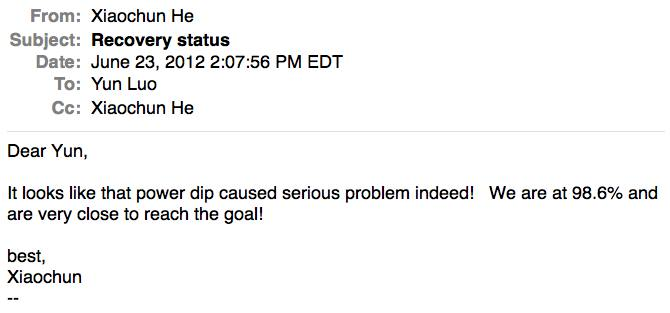 From: Xiaochun He
Subject: Recovery status
Date: June 23, 2012 2:07:56 PM EDT
To: Yun Luo
Cc: Xiaochun He
Dear Yun,
It looks like that power dip caused serious problem indeed!   We are at 98.6% and
are very close to reach the goal!
best,
Xiaochun
--